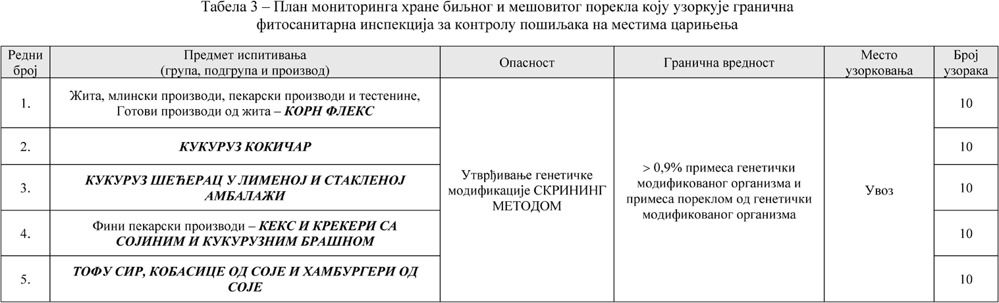 Табела 3 – План мониторинга хране биљног и мешовитог порекла коју узоркује гранична
фитосанитарна инспекција за контролу пошиљака на местима царињења
Редни
број
Предмет испитивања
(група, подгрупа и производ)
Опасност
Гранична вредност
Место
узорковања
Број
узорака
1.
Жита, млински производи, пекарски производи и тестенине,
Готови производи од жита – КОРН ФЛЕКС
10
2.
КУКУРУЗ КОКИЧАР
10
3.
КУКУРУЗ ШЕЋЕРАЦ У ЛИМЕНОЈ И СТАКЛЕНОЈ
АМБАЛАЖИ
Утврђивање генетичке
модификације СКРИНИНГ
МЕТОДОМ
> 0,9% примеса генетички
модификованог организма и
примеса пореклом од генетички
модификованог организма
Увоз
10
4.
Фини пекарски производи – КЕКС И КРЕКЕРИ СА
СОЈИНИМ И КУКУРУЗНИМ БРАШНОМ
10
5.
ТОФУ СИР, КОБАСИЦЕ ОД СОЈЕ И ХАМБУРГЕРИ ОД
СОЈЕ
10